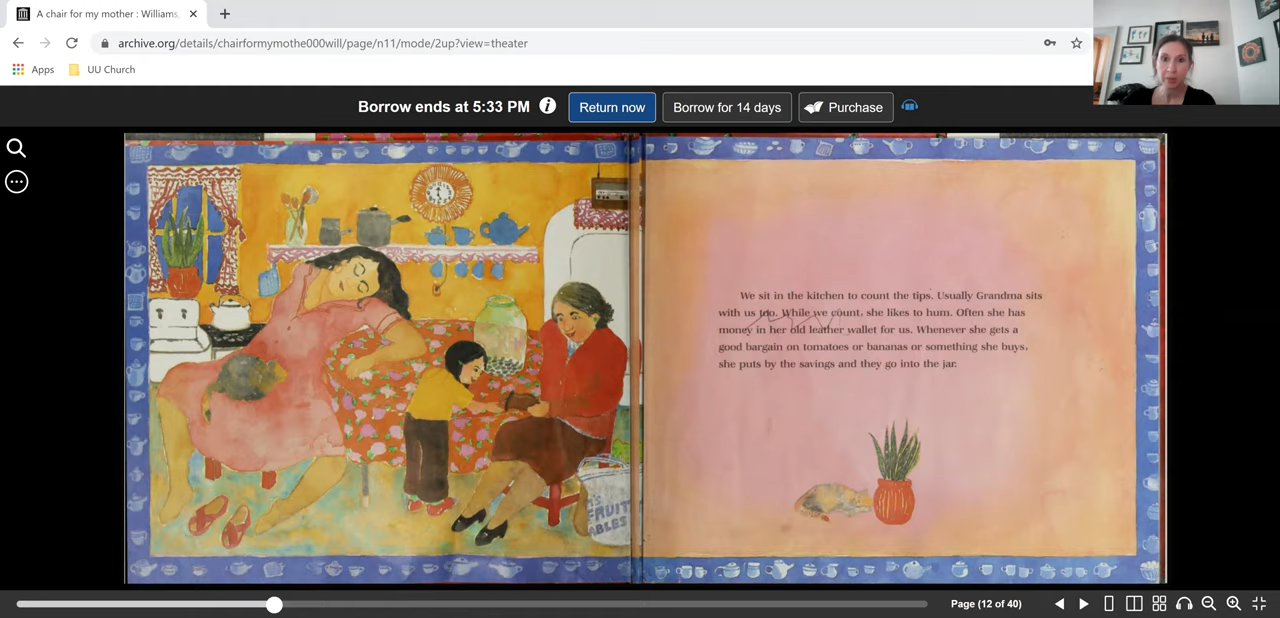 A chair for my mother : Williams,
archive.org/details/chairformymothe000will/page/n11/mode/2up?view=theater
Apps
UU Church
Borrow ends at 5:33 PM
Return now
Borrow for 14 days
Purchase
We sit in the kitchen to count the tips. Usually Grandma sits
with us too. While we count, she likes to hum. Often she has
money in her old leather wallet for us. Whenever she gets a
good bargain on tomatoes or bananas or something she buys,
she puts by the savings and they go into the jar.
FRUIT
ABLES
Page (12 of 40)